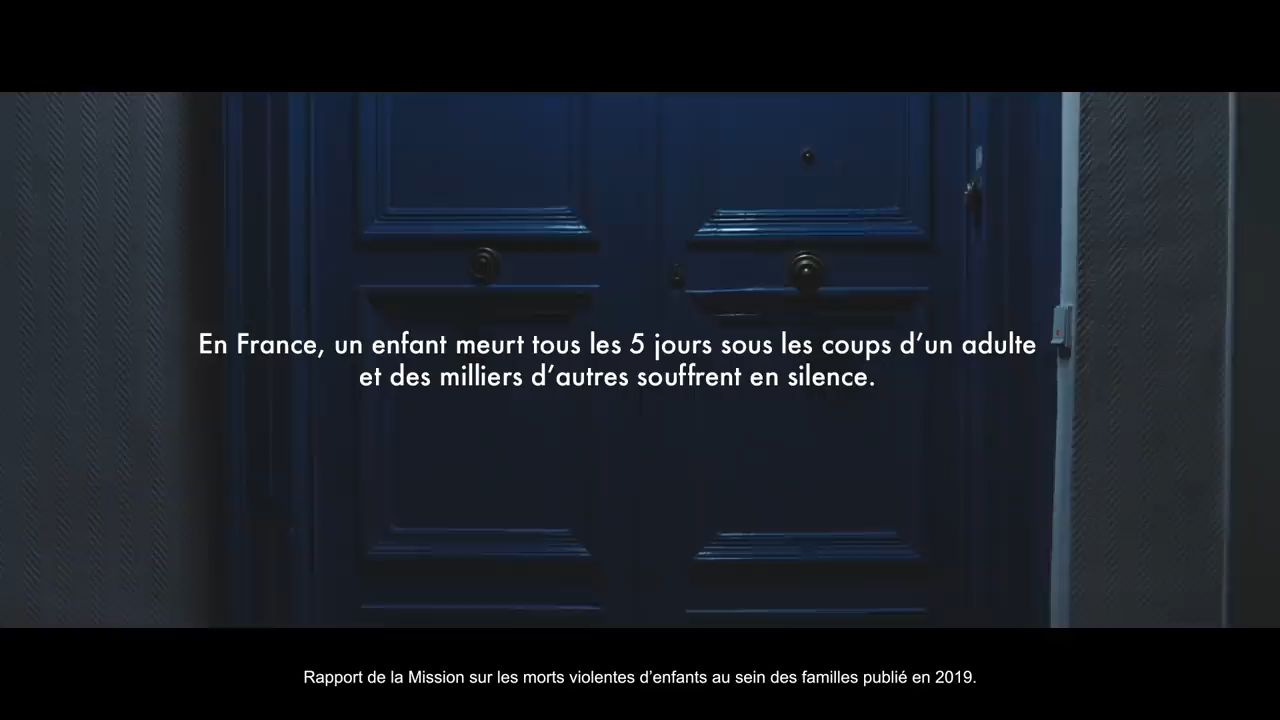 En France, un enfant meurt tous les 5 jours sous les coups d’un adulte
et des milliers d’autres souffrent en silence.
Rapport de la Mission sur les morts violentes d’enfants au sein des familles publié en 2019.